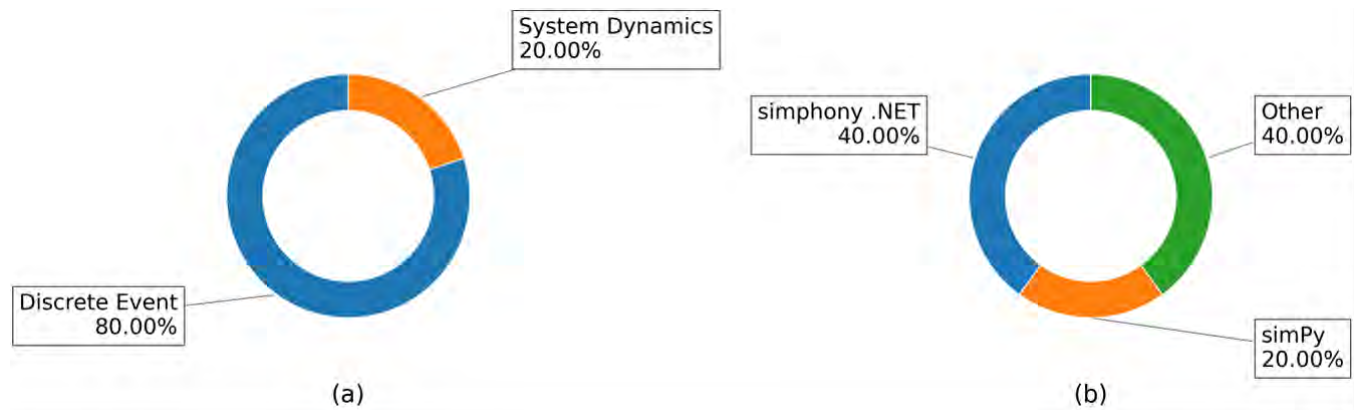 System Dynamics
20.00%
Discrete Event
80.00%
(a)
simphony .NET
40.00%
Other
40.00%
simPy
20.00%
(b)